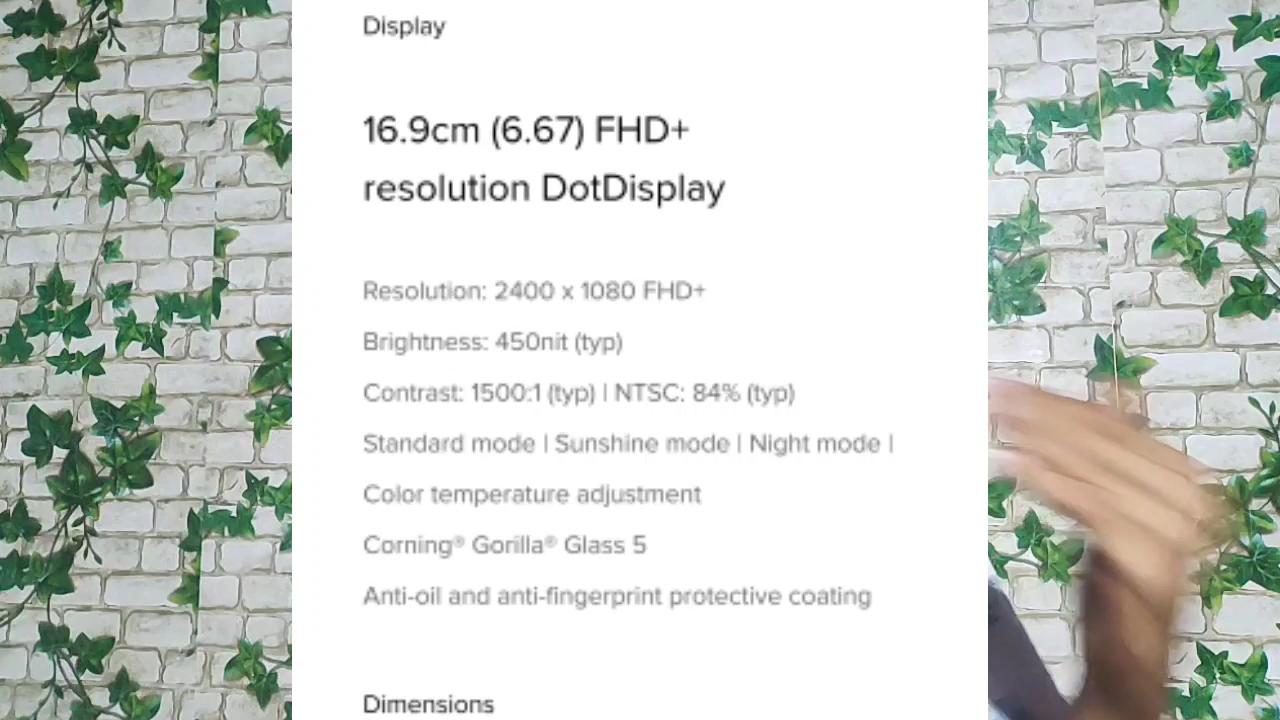 Display
16.9cm (6.67) FHD+
resolution DotDisplay
Resolution: 2400 x 1080 FHD+
Brightness: 450nit (typ)
Contrast: 1500:1 (typ) | NTSC: 84% (typ)
Standard mode | Sunshine mode | Night mode |
Color temperature adjustment
Corning® Gorilla® Glass 5
Anti-oil and anti-fingerprint protective coating
Dimensions